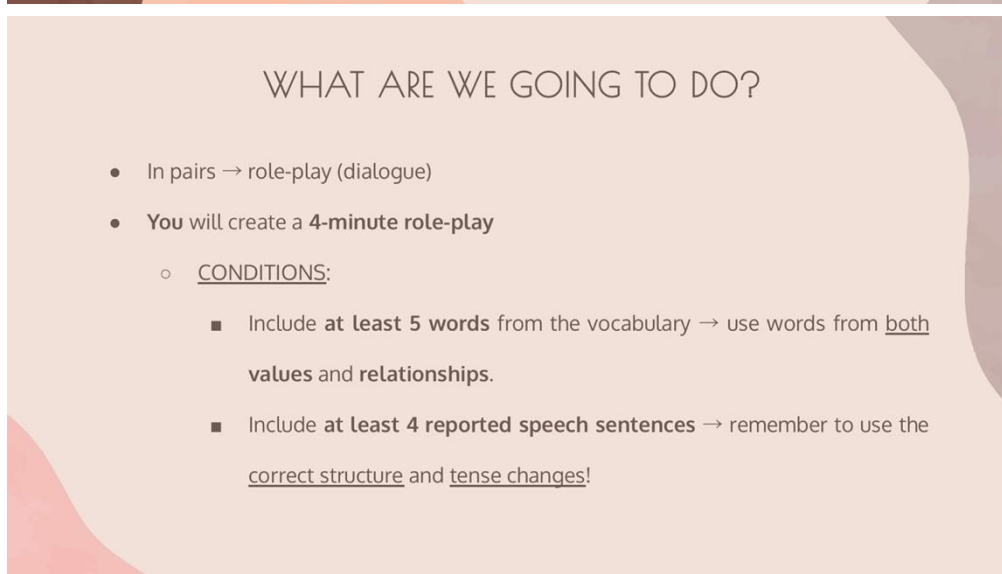 WHAT ARE WE GOING TO DO?
● In pairs → role-play (dialogue)
● You will create a 4-minute role-play
○ CONDITIONS:
■ Include at least 5 words from the vocabulary → use words from both
values and relationships.
■ Include at least 4 reported speech sentences → remember to use the
correct structure and tense changes!